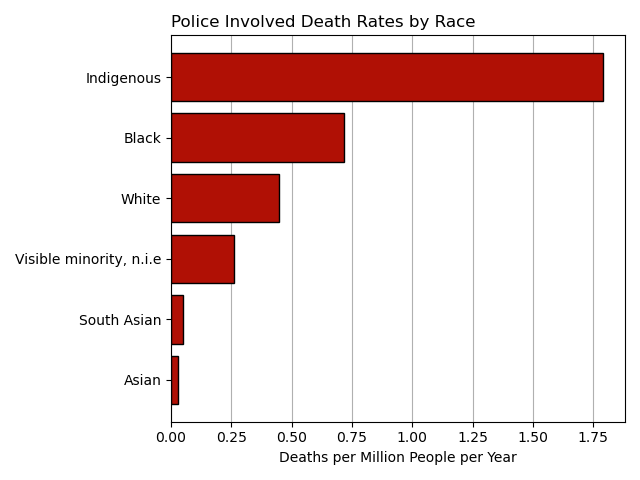 Police Involved Death Rates by Race
Indigenous
Black
White
Visible minority, n.i.e
South Asian
Asian
0.00 0.25 0.50 0.75 1.00 1.25 1.50 1.75
Deaths per Million People per Year